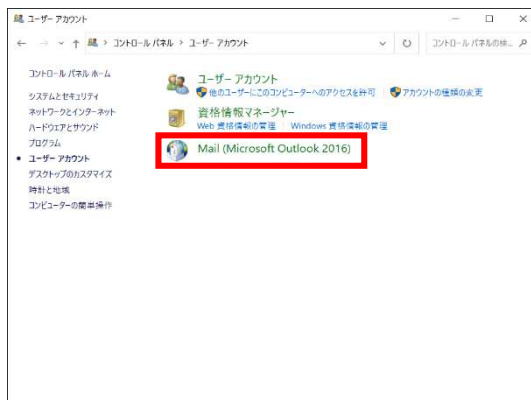 ユーザー アカウント
コントロール パネル > ユーザー アカウント
コントロール パネルの検...
コントロール パネル ホーム
システムとセキュリティ
ネットワークとインターネット
ハードウェアとサウンド
プログラム
ユーザー アカウント
デスクトップのカスタマイズ
時計と地域
コンピューターの簡単操作
ユーザー アカウント
他のユーザーにこのコンピューターへのアクセスを許可 アカウントの種類の変更
資格情報マネージャー
Web 資格情報の管理 Windows 資格情報の管理
Mail (Microsoft Outlook 2016)